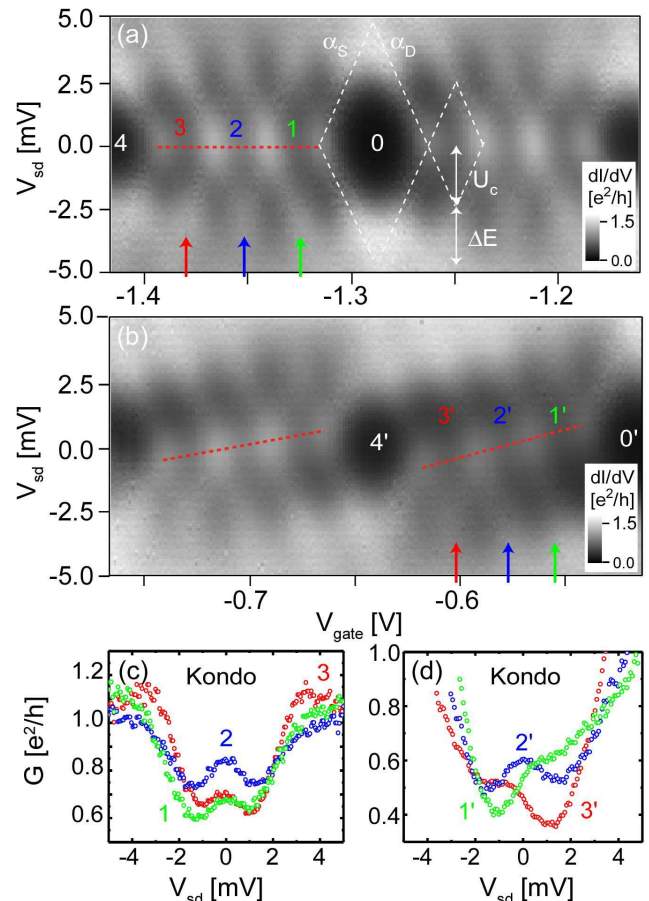 (a)
α_S
α_D
5.0
2.5
0.0
-2.5
-5.0
V_sd [mV]
4
3
2
1
0
U_c
ΔE
dI/dV
[e²/h]
1.5
0.0
-1.4
-1.3
-1.2
(b)
5.0
2.5
0.0
-2.5
-5.0
V_sd [mV]
4'
3'
2'
1'
0'
dI/dV
[e²/h]
1.5
0.0
-0.7
-0.6
V_gate [V]
(c)
Kondo
3
2
1
1.2
1.0
0.8
0.6
G [e²/h]
-4
-2
0
2
4
V_sd [mV]
(d)
Kondo
2'
1'
3'
1.0
0.8
0.6
0.4
-4
-2
0
2
4
V_sd [mV]